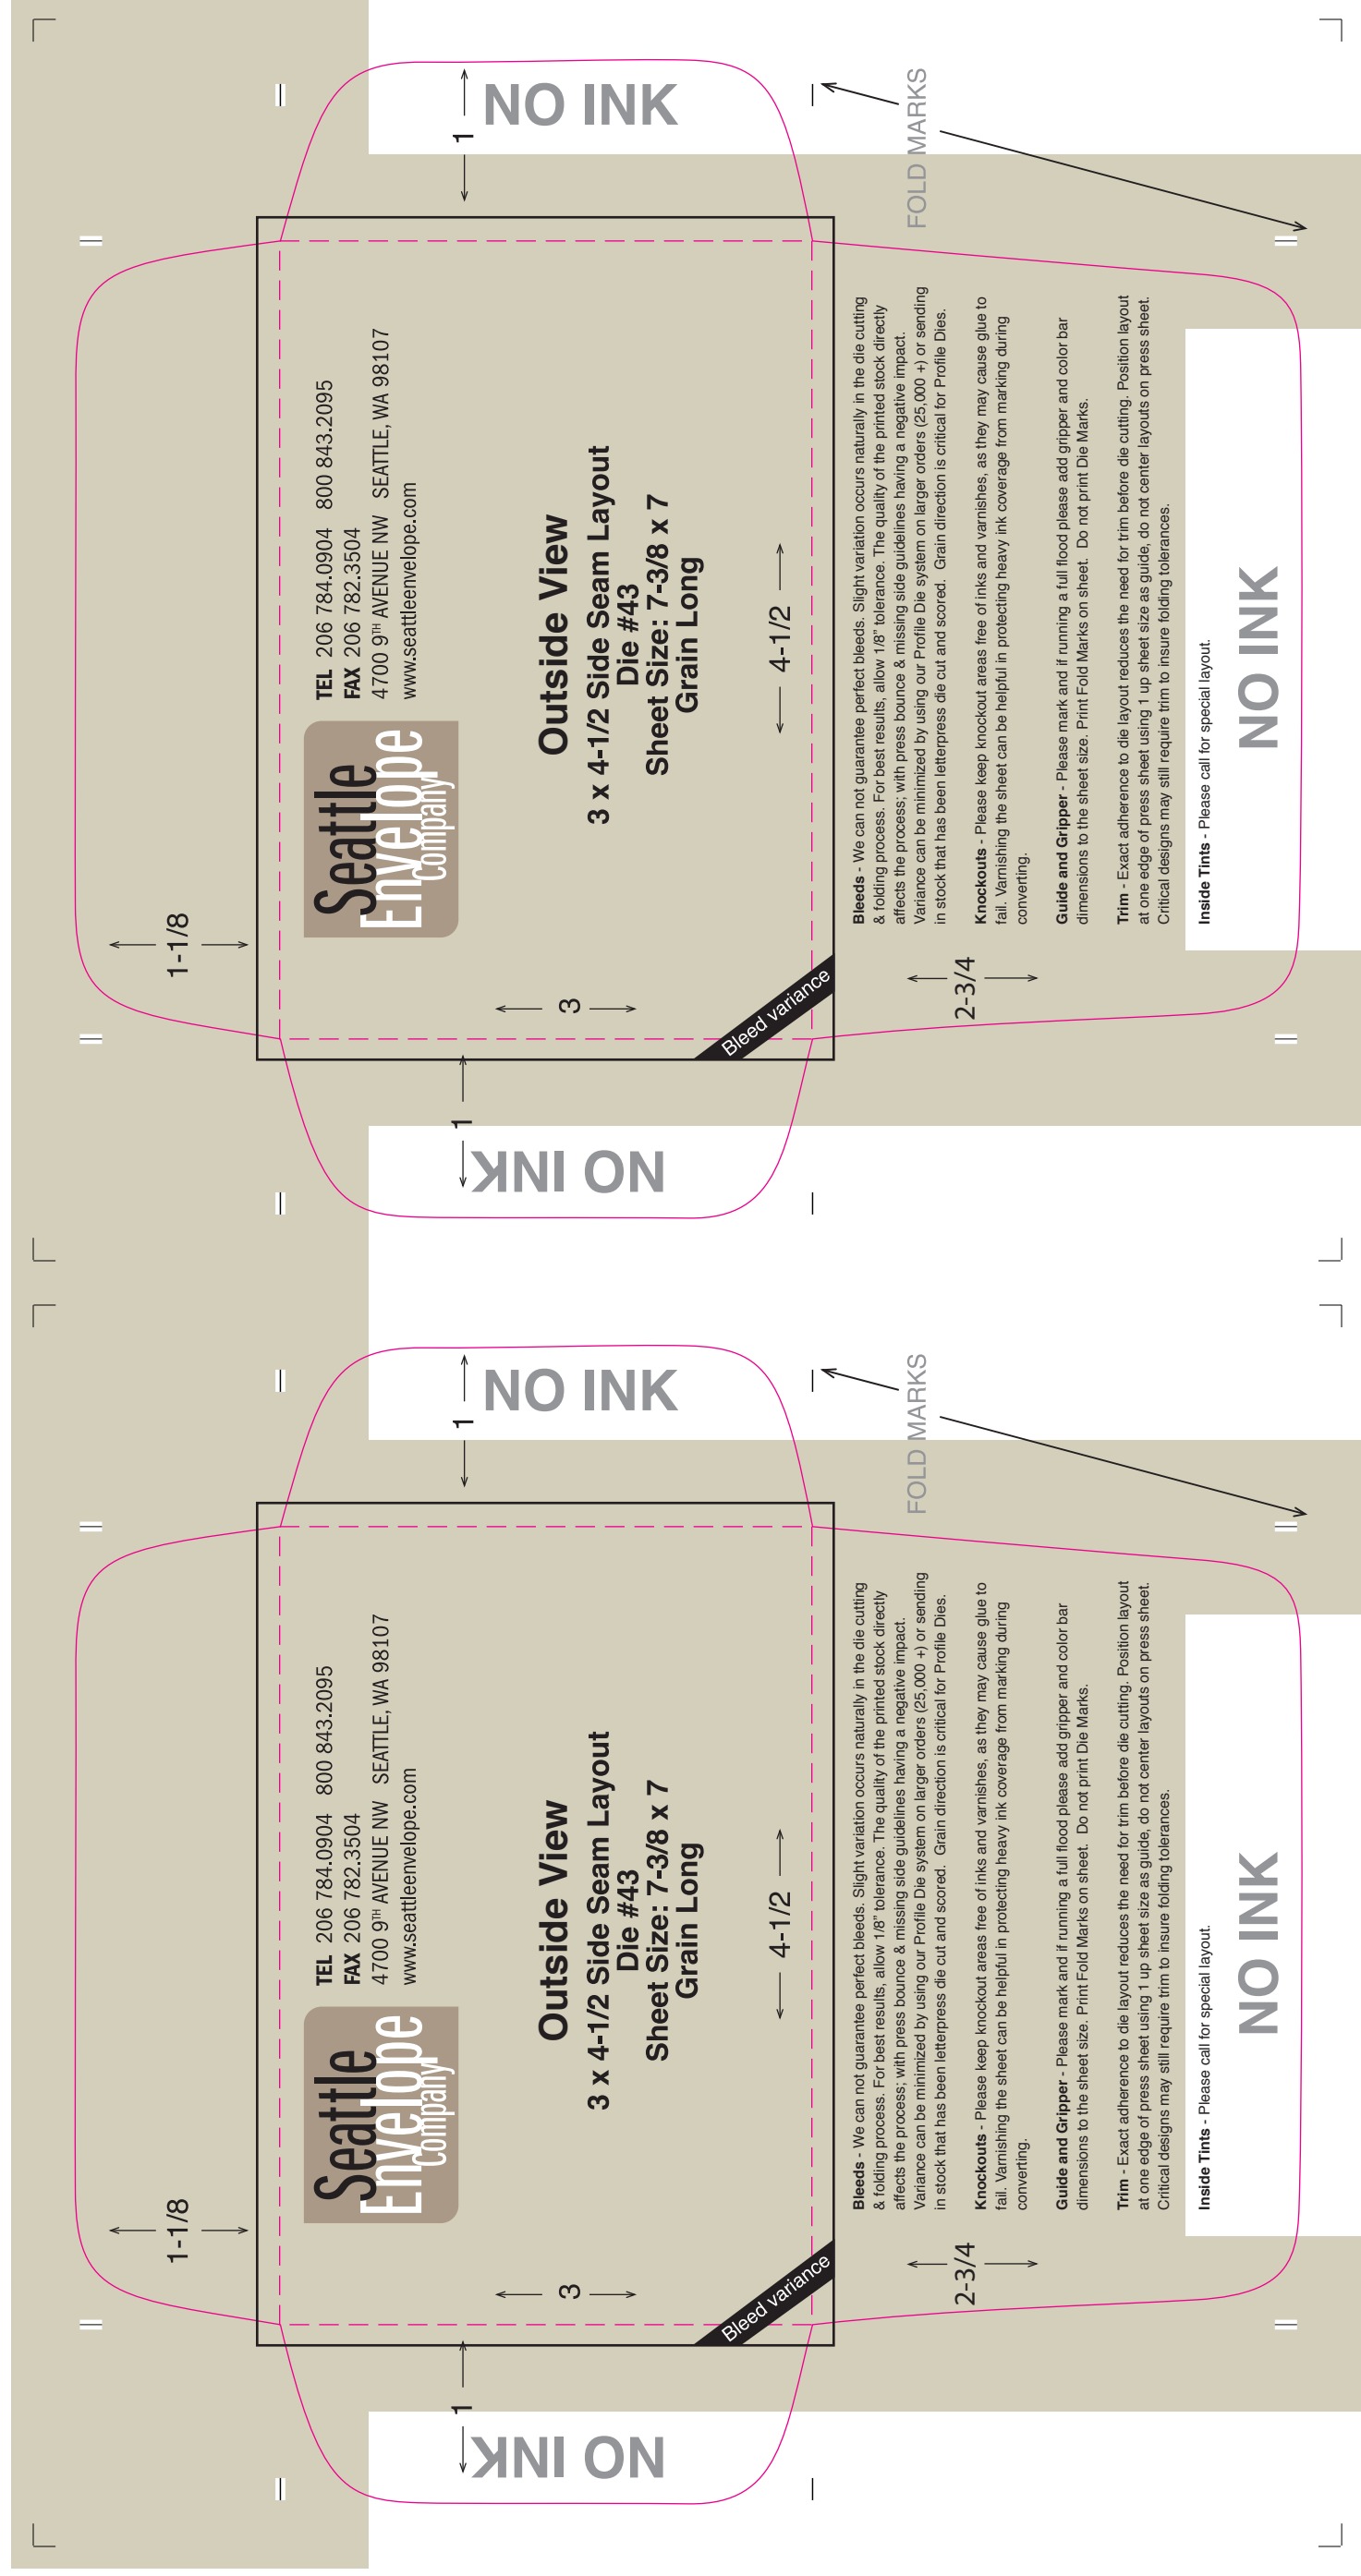 NO INK
FOLD MARKS
1
1-1/8
Seattle
Envelope
Company
TEL 206 784.0904   800 843.2095
FAX 206 782.3504
4700 9TH AVENUE NW   SEATTLE, WA 98107
www.seattleenvelope.com
Outside View
3 x 4-1/2 Side Seam Layout
Die #43
Sheet Size: 7-3/8 x 7
Grain Long
4-1/2
3
Bleed variance
1
NO INK
2-3/4
Bleeds - We can not guarantee perfect bleeds. Slight variation occurs naturally in the die cutting
& folding process. For best results, allow 1/8” tolerance. The quality of the printed stock directly
affects the process; with press bounce & missing side guidelines having a negative impact.
Variance can be minimized by using our Profile Die system on larger orders (25,000 +) or sending
in stock that has been letterpress die cut and scored.  Grain direction is critical for Profile Dies.
Knockouts - Please keep knockout areas free of inks and varnishes, as they may cause glue to
fail. Varnishing the sheet can be helpful in protecting heavy ink coverage from marking during
converting.
Guide and Gripper - Please mark and if running a full flood please add gripper and color bar
dimensions to the sheet size. Print Fold Marks on sheet.  Do not print Die Marks.
Trim - Exact adherence to die layout reduces the need for trim before die cutting. Position layout
at one edge of press sheet using 1 up sheet size as guide, do not center layouts on press sheet.
Critical designs may still require trim to insure folding tolerances.
Inside Tints - Please call for special layout.
NO INK
NO INK
FOLD MARKS
1
1-1/8
Seattle
Envelope
Company
TEL 206 784.0904   800 843.2095
FAX 206 782.3504
4700 9TH AVENUE NW   SEATTLE, WA 98107
www.seattleenvelope.com
Outside View
3 x 4-1/2 Side Seam Layout
Die #43
Sheet Size: 7-3/8 x 7
Grain Long
4-1/2
3
Bleed variance
1
NO INK
2-3/4
Bleeds - We can not guarantee perfect bleeds. Slight variation occurs naturally in the die cutting
& folding process. For best results, allow 1/8” tolerance. The quality of the printed stock directly
affects the process; with press bounce & missing side guidelines having a negative impact.
Variance can be minimized by using our Profile Die system on larger orders (25,000 +) or sending
in stock that has been letterpress die cut and scored.  Grain direction is critical for Profile Dies.
Knockouts - Please keep knockout areas free of inks and varnishes, as they may cause glue to
fail. Varnishing the sheet can be helpful in protecting heavy ink coverage from marking during
converting.
Guide and Gripper - Please mark and if running a full flood please add gripper and color bar
dimensions to the sheet size. Print Fold Marks on sheet.  Do not print Die Marks.
Trim - Exact adherence to die layout reduces the need for trim before die cutting. Position layout
at one edge of press sheet using 1 up sheet size as guide, do not center layouts on press sheet.
Critical designs may still require trim to insure folding tolerances.
Inside Tints - Please call for special layout.
NO INK